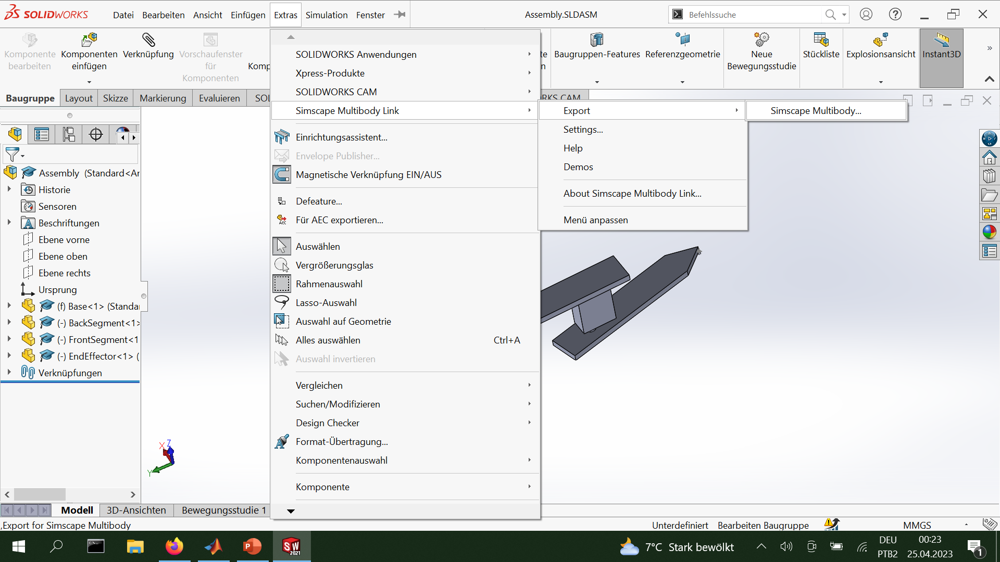 SOLIDWORKS
Datei Bearbeiten Ansicht Einfügen Extras Simulation Fenster
Assembly.SLDASM
Befehlssuche
Komponente
bearbeiten
Komponenten
einfügen
Verknüpfung
Vorschaufenster
für
Komponenten
Komp
te
n
Baugruppen-Features
Referenzgeometrie
Neue
Bewegungsstudie
Stückliste
Explosionsansicht
Instant3D
Baugruppe Layout Skizze Markierung Evaluieren SOL
RKS CAM
Assembly (Standard<Ar
Historie
Sensoren
Beschriftungen
Ebene vorne
Ebene oben
Ebene rechts
Ursprung
(f) Base<1> (Standa
(-) BackSegment<1>
(-) FrontSegment<1
(-) EndEffector<1> (
Verknüpfungen
SOLIDWORKS Anwendungen
Xpress-Produkte
SOLIDWORKS CAM
Simscape Multibody Link
Einrichtungsassistent...
Envelope Publisher...
Magnetische Verknüpfung EIN/AUS
Defeature...
AEC
Für AEC exportieren...
Auswählen
Vergrößerungsglas
Rahmenauswahl
Lasso-Auswahl
Auswahl auf Geometrie
Alles auswählen Ctrl+A
Auswahl invertieren
Vergleichen
Suchen/Modifizieren
Design Checker
Format-Übertragung...
Komponentenauswahl
Komponente
Export
Settings...
Help
Demos
About Simscape Multibody Link...
Menü anpassen
Simscape Multibody...
X Z
Y
Modell 3D-Ansichten Bewegungsstudie 1
,Export for Simscape Multibody
Unterdefiniert Bearbeiten Baugruppe MMGS
P
SW
2021
7°C Stark bewölkt
DEU
PTB2
00:23
25.04.2023
1